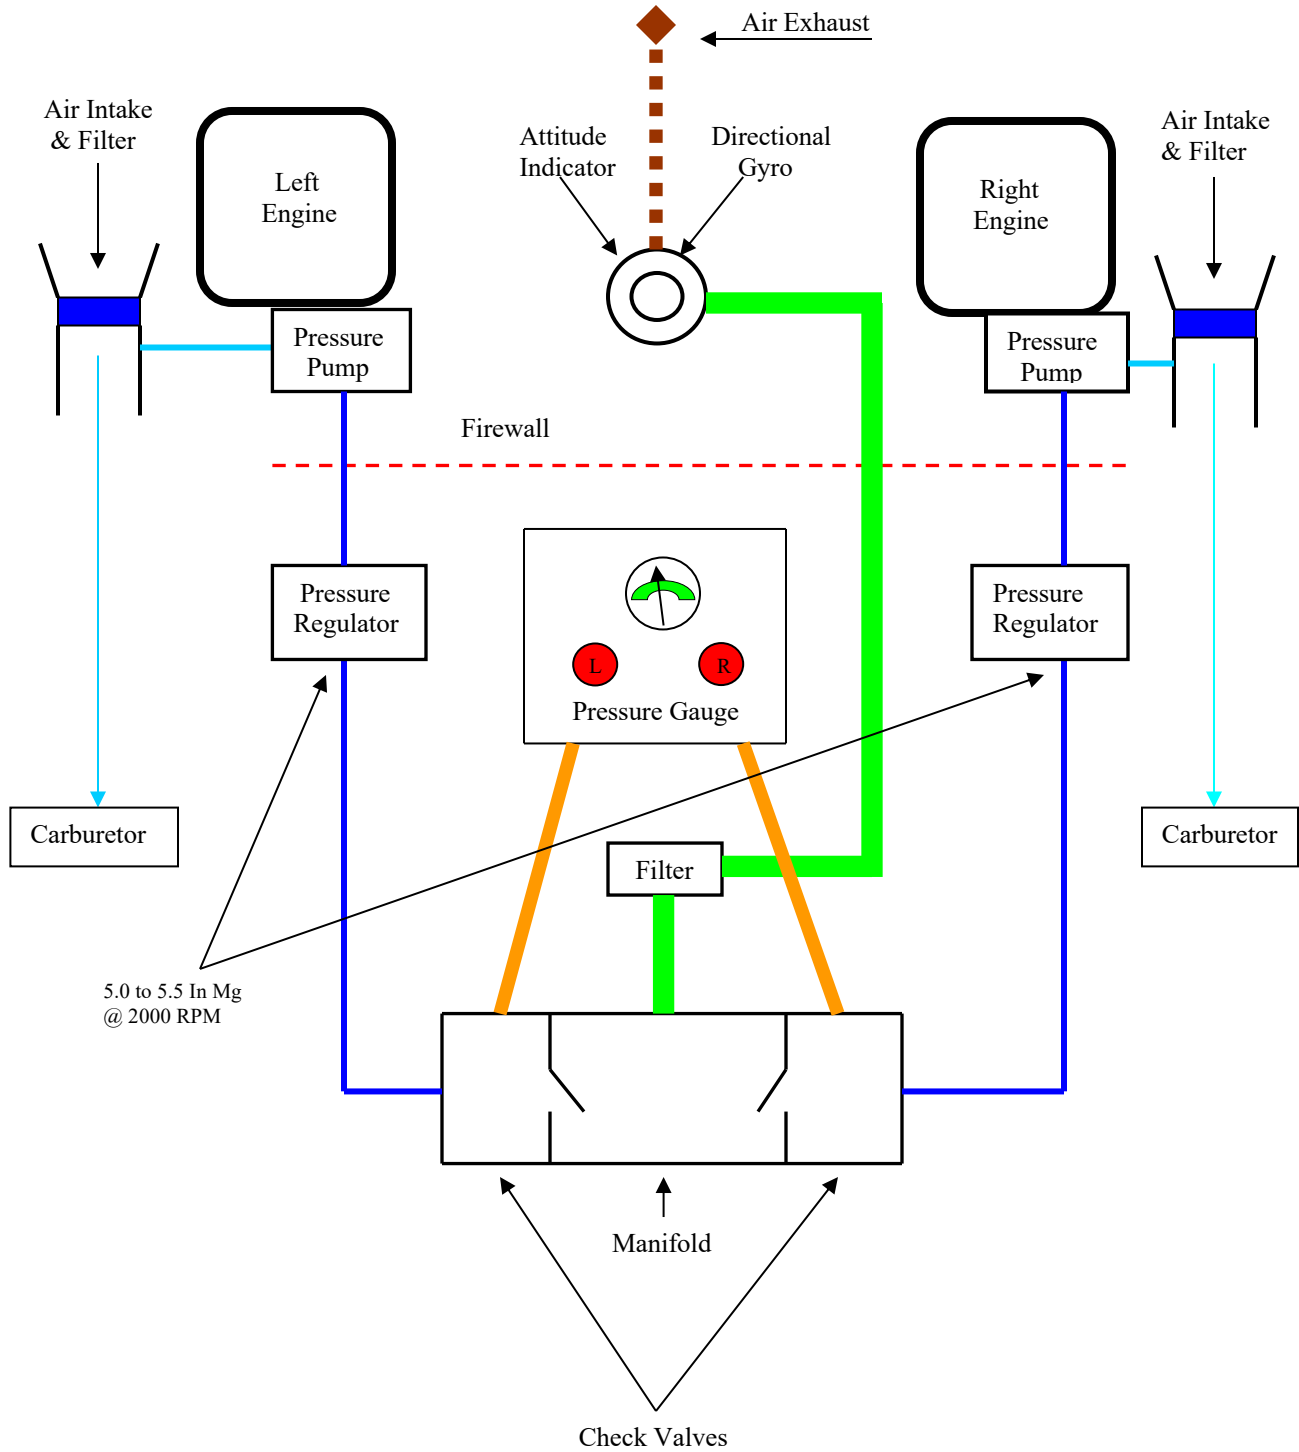 Air Exhaust
Air Intake
& Filter
Attitude
Indicator
Directional
Gyro
Air Intake
& Filter
Left
Engine
Right
Engine
Pressure
Pump
Pressure
Pump
Firewall
Pressure
Regulator
Pressure
Regulator
L
R
Pressure Gauge
Carburetor
Carburetor
Filter
5.0 to 5.5 In Mg
@ 2000 RPM
Manifold
Check Valves